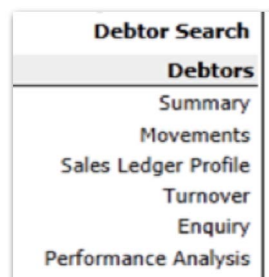 Debtor Search
Debtors
Summary
Movements
Sales Ledger Profile
Turnover
Enquiry
Performance Analysis